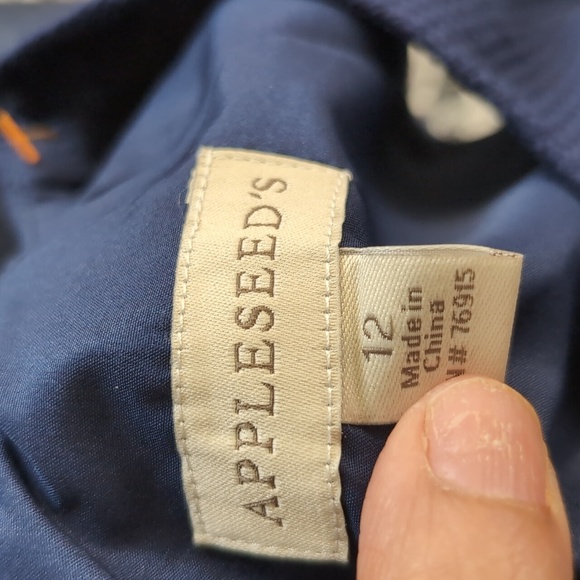 APPLESEED'S
12
Made in
China
# 76915